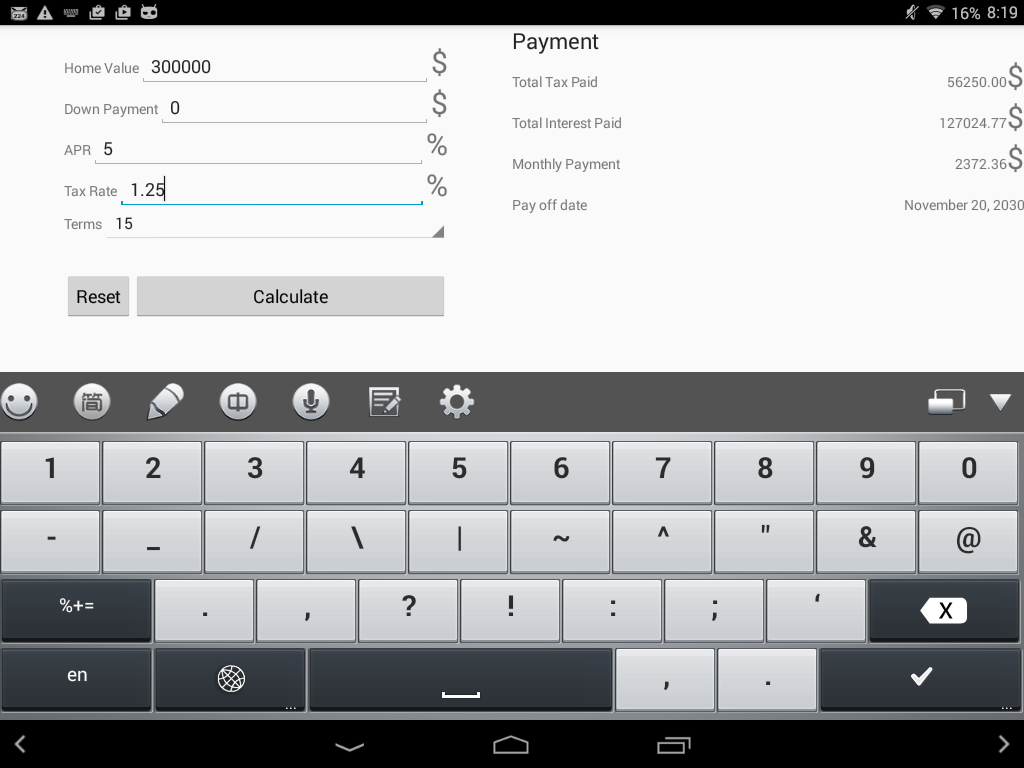 224 16% 8:19
Home Value 300000 $
Down Payment 0 $
APR 5 %
Tax Rate 1.25 %
Terms 15
Reset Calculate
Payment
Total Tax Paid 56250.00 $
Total Interest Paid 127024.77 $
Monthly Payment 2372.36 $
Pay off date November 20, 2030
简 中
1 2 3 4 5 6 7 8 9 0
- _ / \ | ~ ^ " & @
%+= . , ? ! : ; ‘ X
en ... , . ...